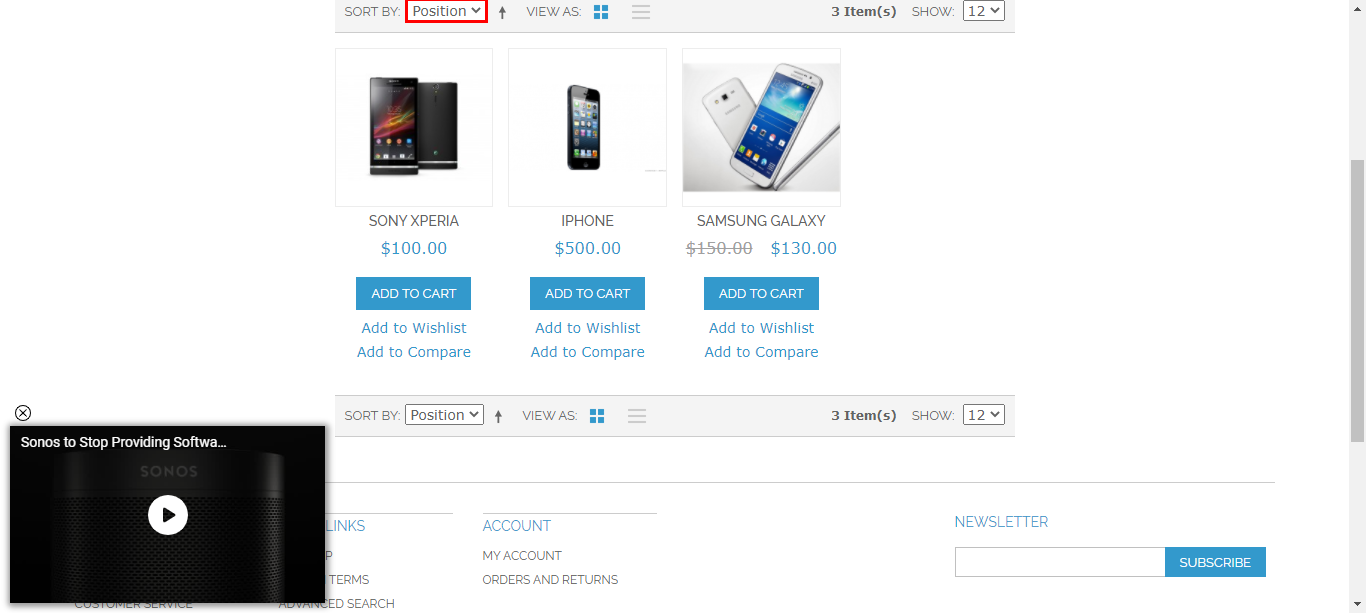 SORT BY: Position VIEW AS: 3 Item(s) SHOW: 12
SONY XPERIA
$100.00
ADD TO CART
Add to Wishlist
Add to Compare
IPHONE
$500.00
ADD TO CART
Add to Wishlist
Add to Compare
SAMSUNG GALAXY
$150.00 $130.00
ADD TO CART
Add to Wishlist
Add to Compare
SORT BY: Position VIEW AS: 3 Item(s) SHOW: 12
Sonos to Stop Providing Softwa...
SONOS
LINKS
P
TERMS
CUSTOMER SERVICE
ADVANCED SEARCH
ACCOUNT
MY ACCOUNT
ORDERS AND RETURNS
NEWSLETTER
SUBSCRIBE